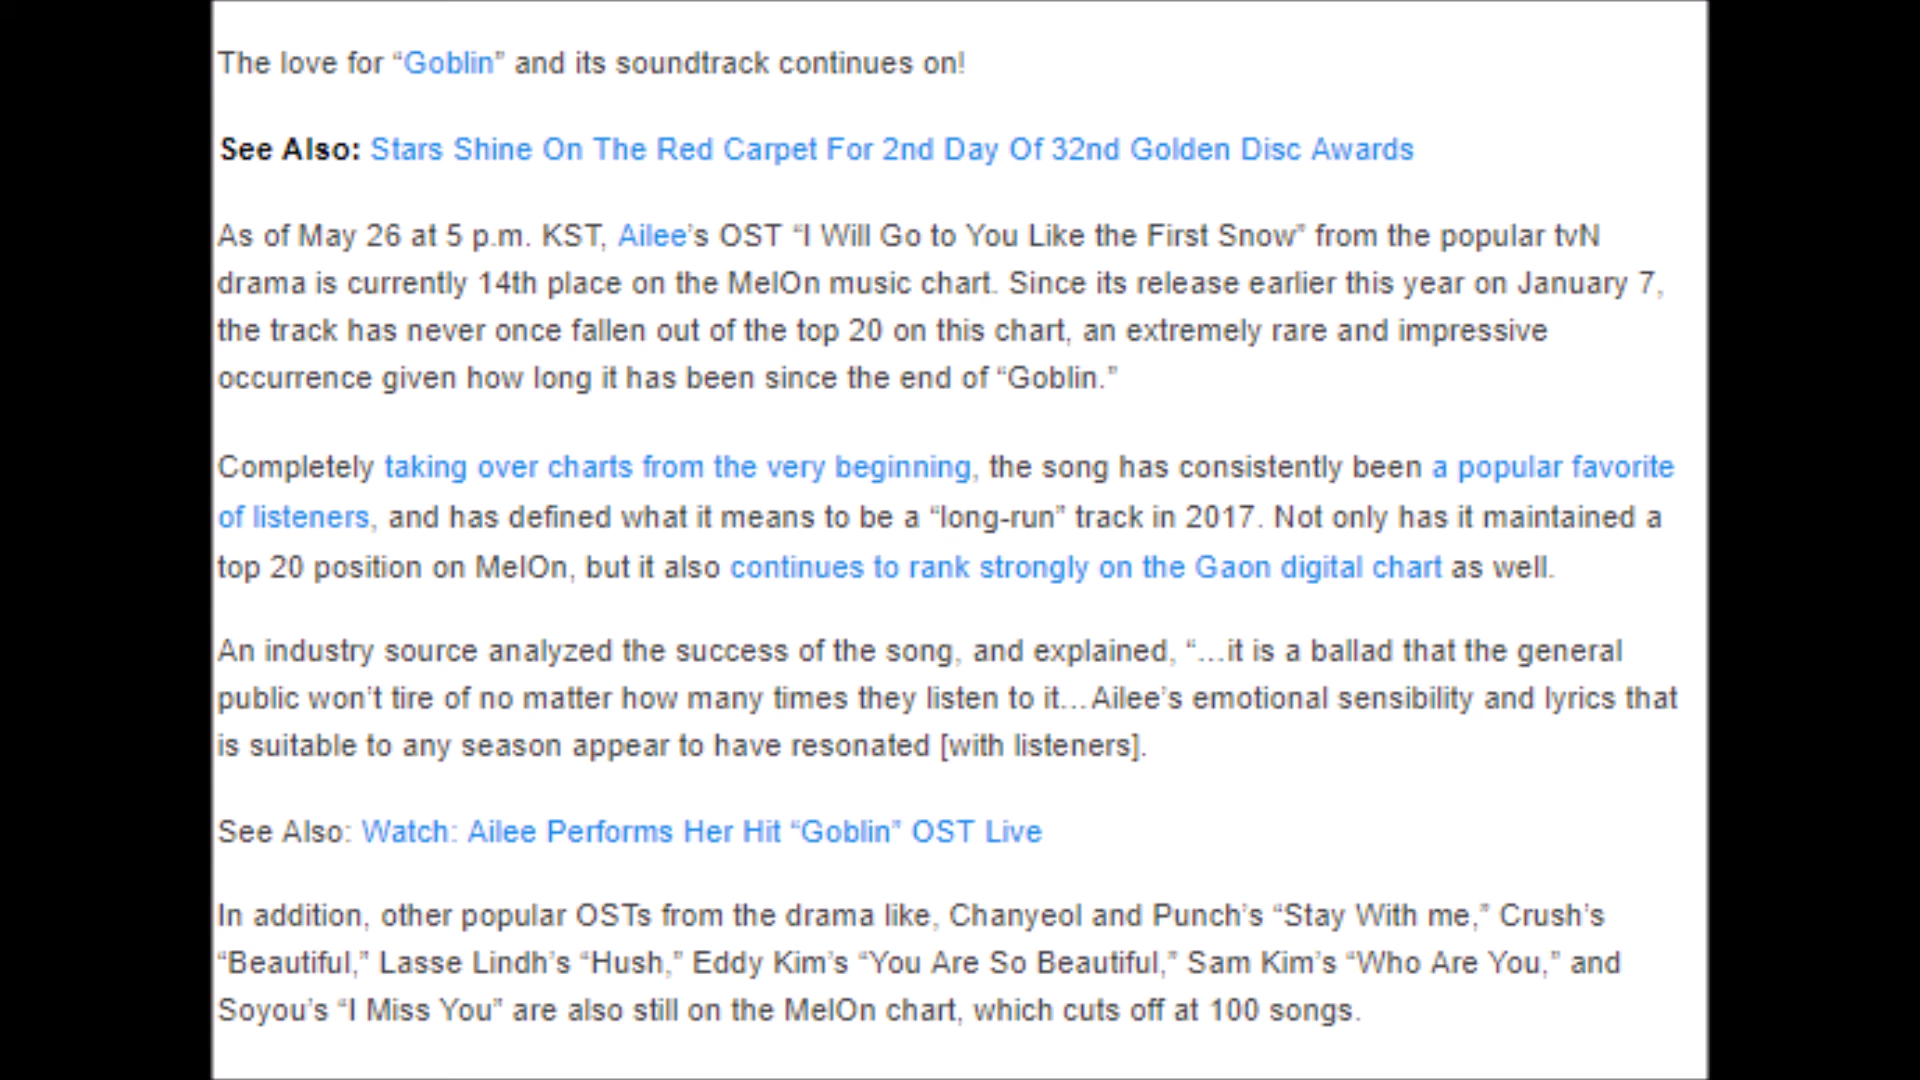 The love for “Goblin” and its soundtrack continues on!
See Also: Stars Shine On The Red Carpet For 2nd Day Of 32nd Golden Disc Awards
As of May 26 at 5 p.m. KST, Ailee’s OST “I Will Go to You Like the First Snow” from the popular tvN
drama is currently 14th place on the MelOn music chart. Since its release earlier this year on January 7,
the track has never once fallen out of the top 20 on this chart, an extremely rare and impressive
occurrence given how long it has been since the end of “Goblin.”
Completely taking over charts from the very beginning, the song has consistently been a popular favorite
of listeners, and has defined what it means to be a “long-run” track in 2017. Not only has it maintained a
top 20 position on MelOn, but it also continues to rank strongly on the Gaon digital chart as well.
An industry source analyzed the success of the song, and explained, “…it is a ballad that the general
public won’t tire of no matter how many times they listen to it…Ailee’s emotional sensibility and lyrics that
is suitable to any season appear to have resonated [with listeners].
See Also: Watch: Ailee Performs Her Hit “Goblin” OST Live
In addition, other popular OSTs from the drama like, Chanyeol and Punch’s “Stay With me,” Crush’s
“Beautiful,” Lasse Lindh’s “Hush,” Eddy Kim’s “You Are So Beautiful,” Sam Kim’s “Who Are You,” and
Soyou’s “I Miss You” are also still on the MelOn chart, which cuts off at 100 songs.